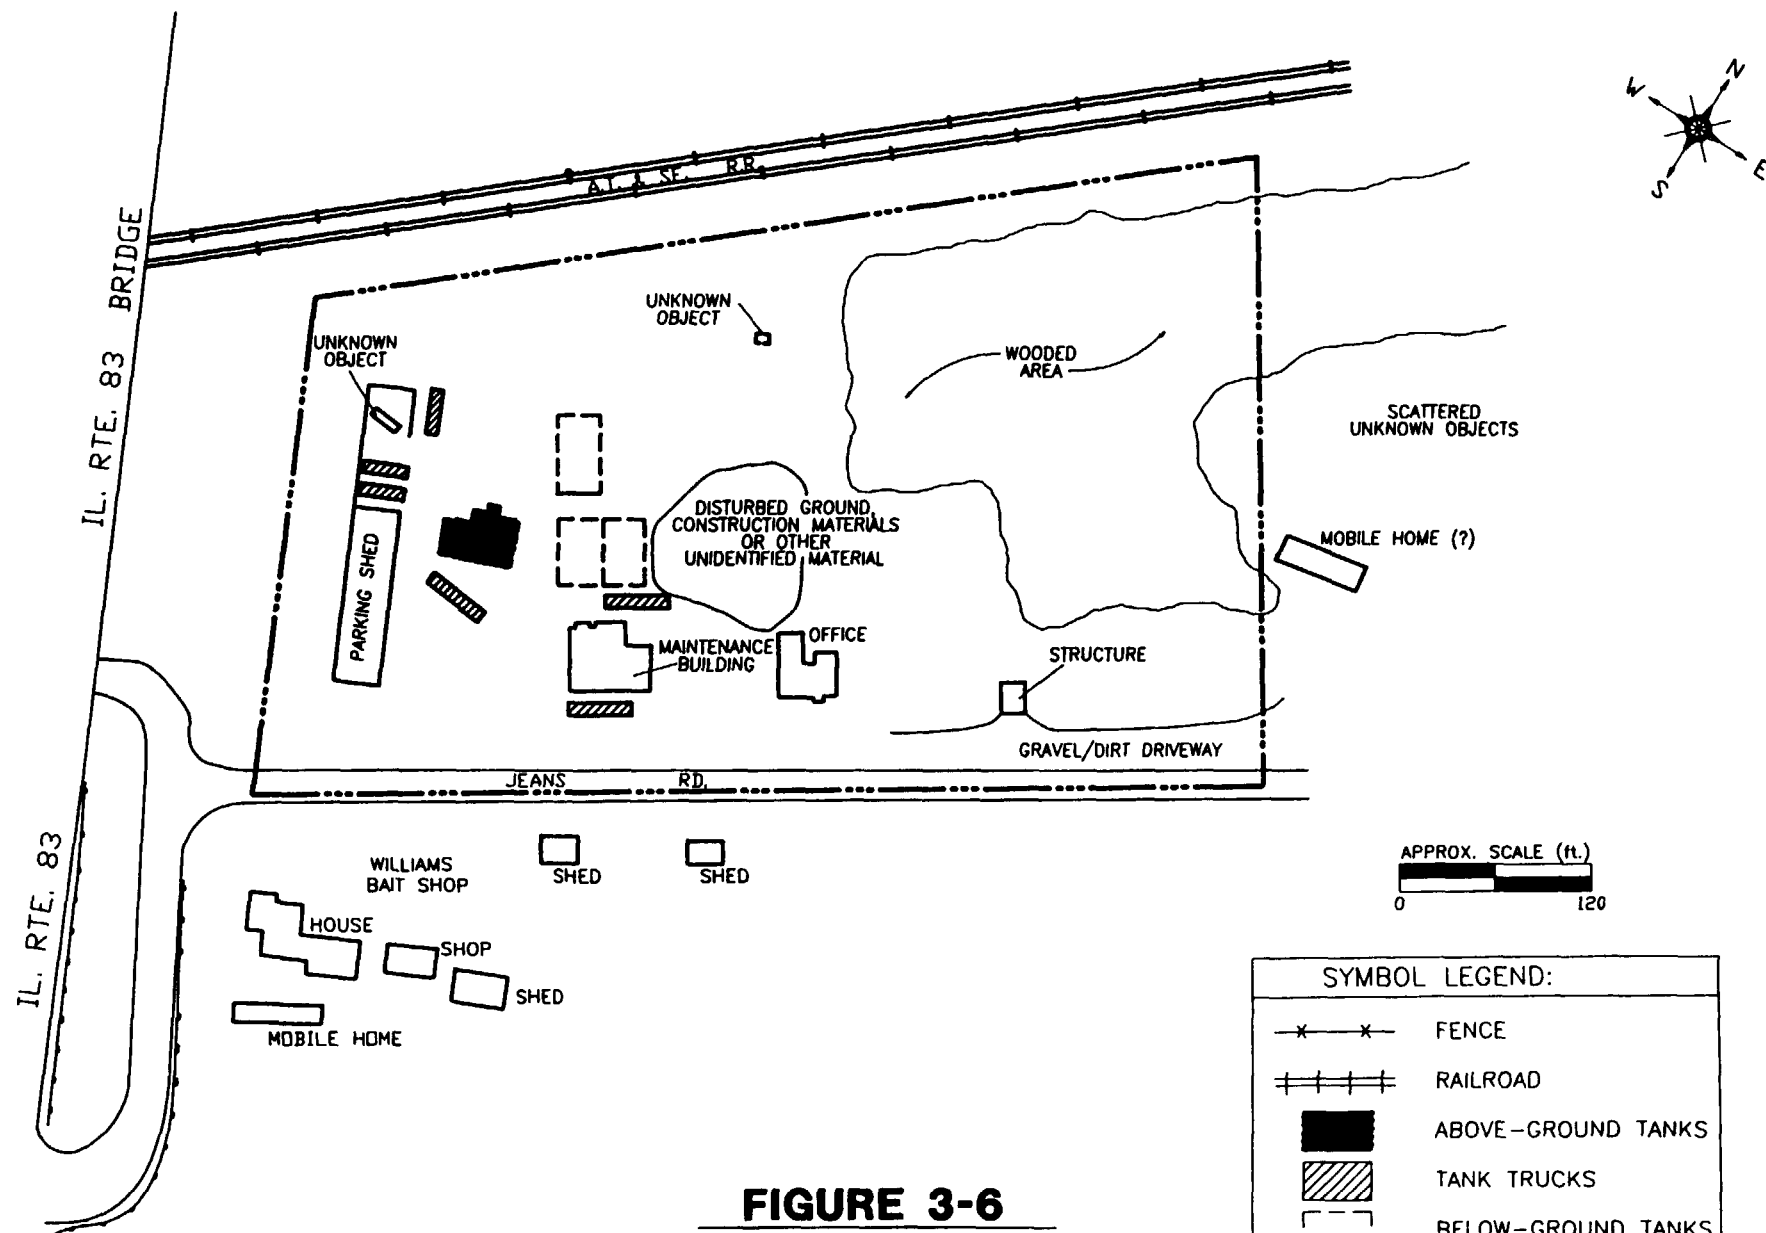 N
W
E
S
A.T. & SF. R.R.
IL. RTE. 83 BRIDGE
UNKNOWN
OBJECT
UNKNOWN
OBJECT
WOODED
AREA
SCATTERED
UNKNOWN OBJECTS
DISTURBED GROUND,
CONSTRUCTION MATERIALS
OR OTHER
UNIDENTIFIED MATERIAL
MOBILE HOME (?)
PARKING SHED
MAINTENANCE
BUILDING
OFFICE
STRUCTURE
GRAVEL/DIRT DRIVEWAY
JEANS RD.
IL. RTE. 83
WILLIAMS
BAIT SHOP
SHED
SHED
HOUSE
SHOP
SHED
MOBILE HOME
APPROX. SCALE (ft.)
0 120
SYMBOL LEGEND:
FENCE
RAILROAD
ABOVE-GROUND TANKS
TANK TRUCKS
BELOW-GROUND TANKS
FIGURE 3-6